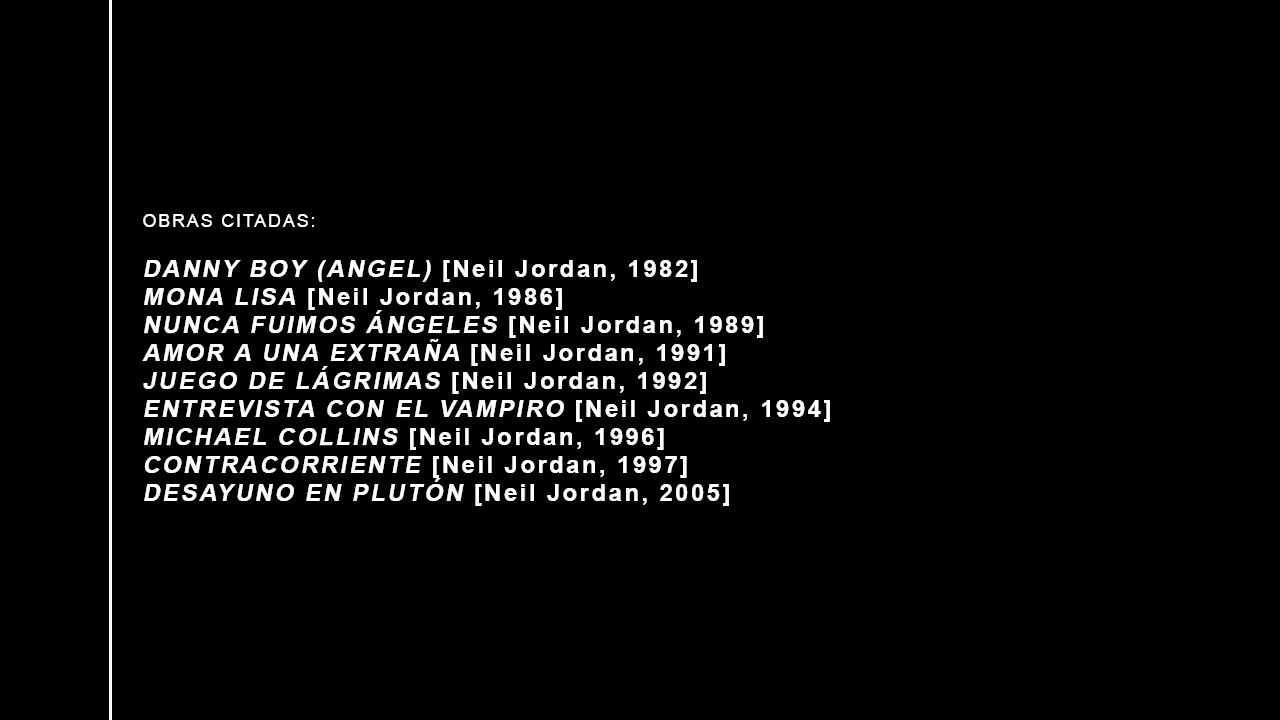 OBRAS CITADAS:
DANNY BOY (ANGEL) [Neil Jordan, 1982]
MONA LISA [Neil Jordan, 1986]
NUNCA FUIMOS ÁNGELES [Neil Jordan, 1989]
AMOR A UNA EXTRAÑA [Neil Jordan, 1991]
JUEGO DE LÁGRIMAS [Neil Jordan, 1992]
ENTREVISTA CON EL VAMPIRO [Neil Jordan, 1994]
MICHAEL COLLINS [Neil Jordan, 1996]
CONTRACORRIENTE [Neil Jordan, 1997]
DESAYUNO EN PLUTÓN [Neil Jordan, 2005]